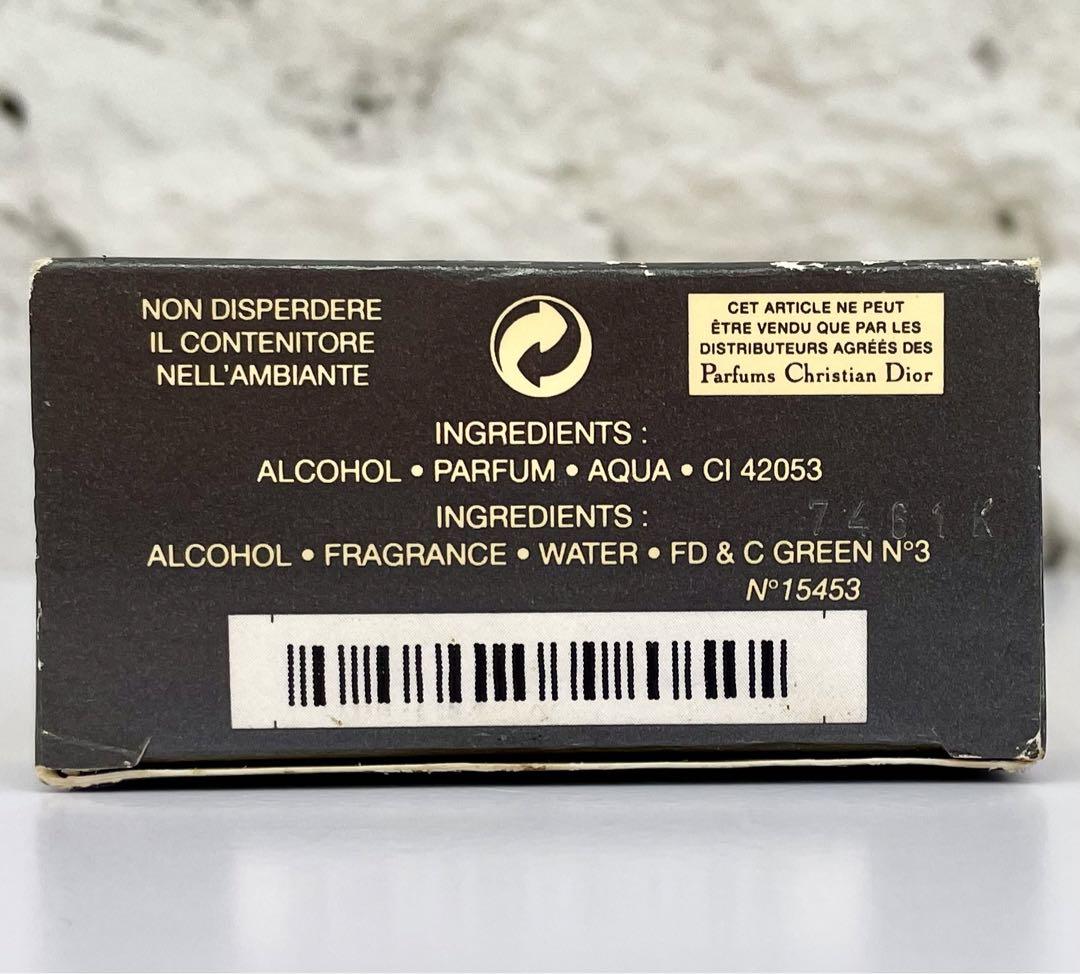 NON DISPERDERE
IL CONTENITORE
NELL'AMBIANTE
CET ARTICLE NE PEUT
ÊTRE VENDU QUE PAR LES
DISTRIBUTEURS AGRÉÉS DES
Parfums Christian Dior
INGREDIENTS :
ALCOHOL • PARFUM • AQUA • CI 42053
INGREDIENTS :
7461K
ALCOHOL • FRAGRANCE • WATER • FD & C GREEN N°3
N°15453